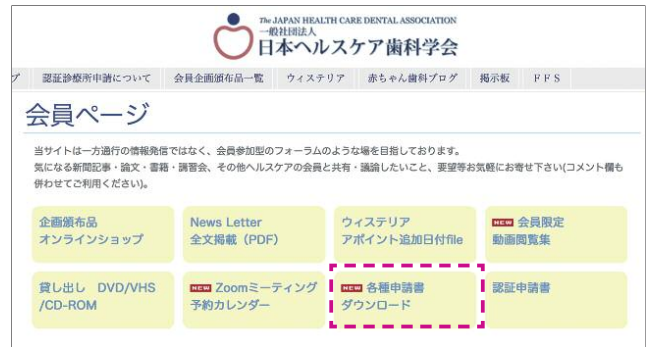 The JAPAN HEALTH CARE DENTAL ASSOCIATION
一般社団法人
日本ヘルスケア歯科学会
プ 認証診療所申請について 会員企画頒布品一覧 ウィステリア 赤ちゃん歯科ブログ 掲示板 FFS
会員ページ
当サイトは一方通行の情報発信ではなく、会員参加型のフォーラムのような場を目指しております。
気になる新聞記事・論文・書籍・講習会、その他ヘルスケアの会員と共有・議論したいこと、要望等お気軽にお寄せ下さい(コメント欄も
併わせてご利用ください)。
企画頒布品
オンラインショップ
News Letter
全文掲載（PDF）
ウィステリア
アポイント追加日付file
NEW 会員限定
動画閲覧集
貸し出し DVD/VHS
/CD-ROM
NEW Zoomミーティング
予約カレンダー
NEW 各種申請書
ダウンロード
認証申請書